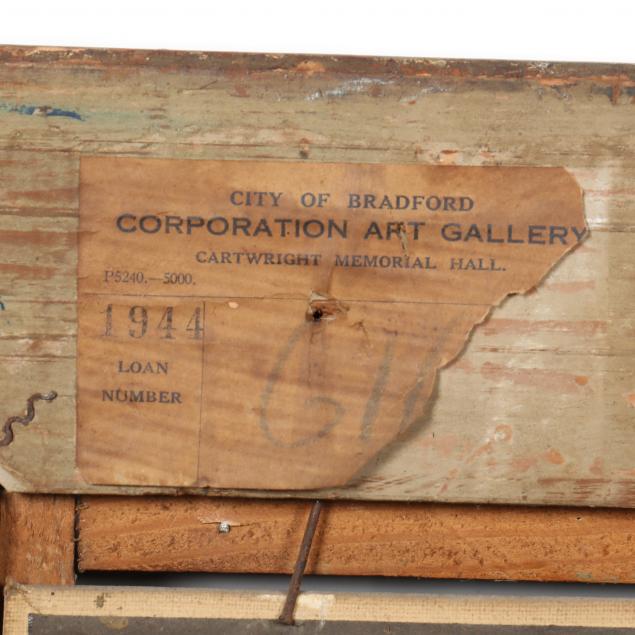 CITY OF BRADFORD
CORPORATION ART GALLERY
CARTWRIGHT MEMORIAL HALL.
P5240.—5000.
1944
LOAN
NUMBER